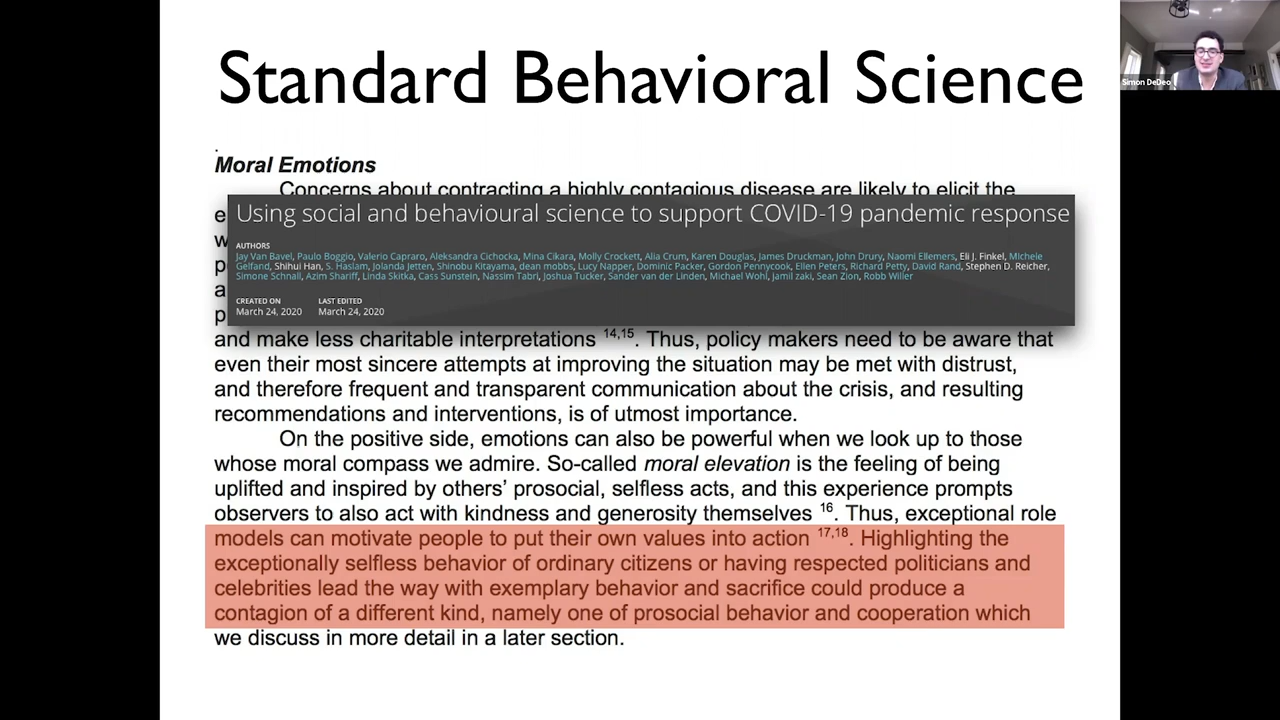 Standard Behavioral Science
Simon DeDeo
.
Moral Emotions
Concerns about contracting a highly contagious disease are likely to elicit the
e
Using social and behavioural science to support COVID-19 pandemic response
w
AUTHORS
Jay Van Bavel, Paulo Boggio, Valerio Capraro, Aleksandra Cichocka, Mina Cikara, Molly Crockett, Alia Crum, Karen Douglas, James Druckman, John Drury, Naomi Ellemers, Eli J. Finkel, Michele
Gelfand, Shihui Han, S. Haslam, Jolanda Jetten, Shinobu Kitayama, dean mobbs, Lucy Napper, Dominic Packer, Gordon Pennycook, Ellen Peters, Richard Petty, David Rand, Stephen D. Reicher,
Simone Schnall, Azim Shariff, Linda Skitka, Cass Sunstein, Nassim Tabri, Joshua Tucker, Sander van der Linden, Michael Wohl, jamil zaki, Sean Zion, Robb Willer
p
a
CREATED ON LAST EDITED
March 24, 2020 March 24, 2020
p
and make less charitable interpretations 14,15. Thus, policy makers need to be aware that
even their most sincere attempts at improving the situation may be met with distrust,
and therefore frequent and transparent communication about the crisis, and resulting
recommendations and interventions, is of utmost importance.
On the positive side, emotions can also be powerful when we look up to those
whose moral compass we admire. So-called moral elevation is the feeling of being
uplifted and inspired by others’ prosocial, selfless acts, and this experience prompts
observers to also act with kindness and generosity themselves 16. Thus, exceptional role
models can motivate people to put their own values into action 17,18. Highlighting the
exceptionally selfless behavior of ordinary citizens or having respected politicians and
celebrities lead the way with exemplary behavior and sacrifice could produce a
contagion of a different kind, namely one of prosocial behavior and cooperation which
we discuss in more detail in a later section.